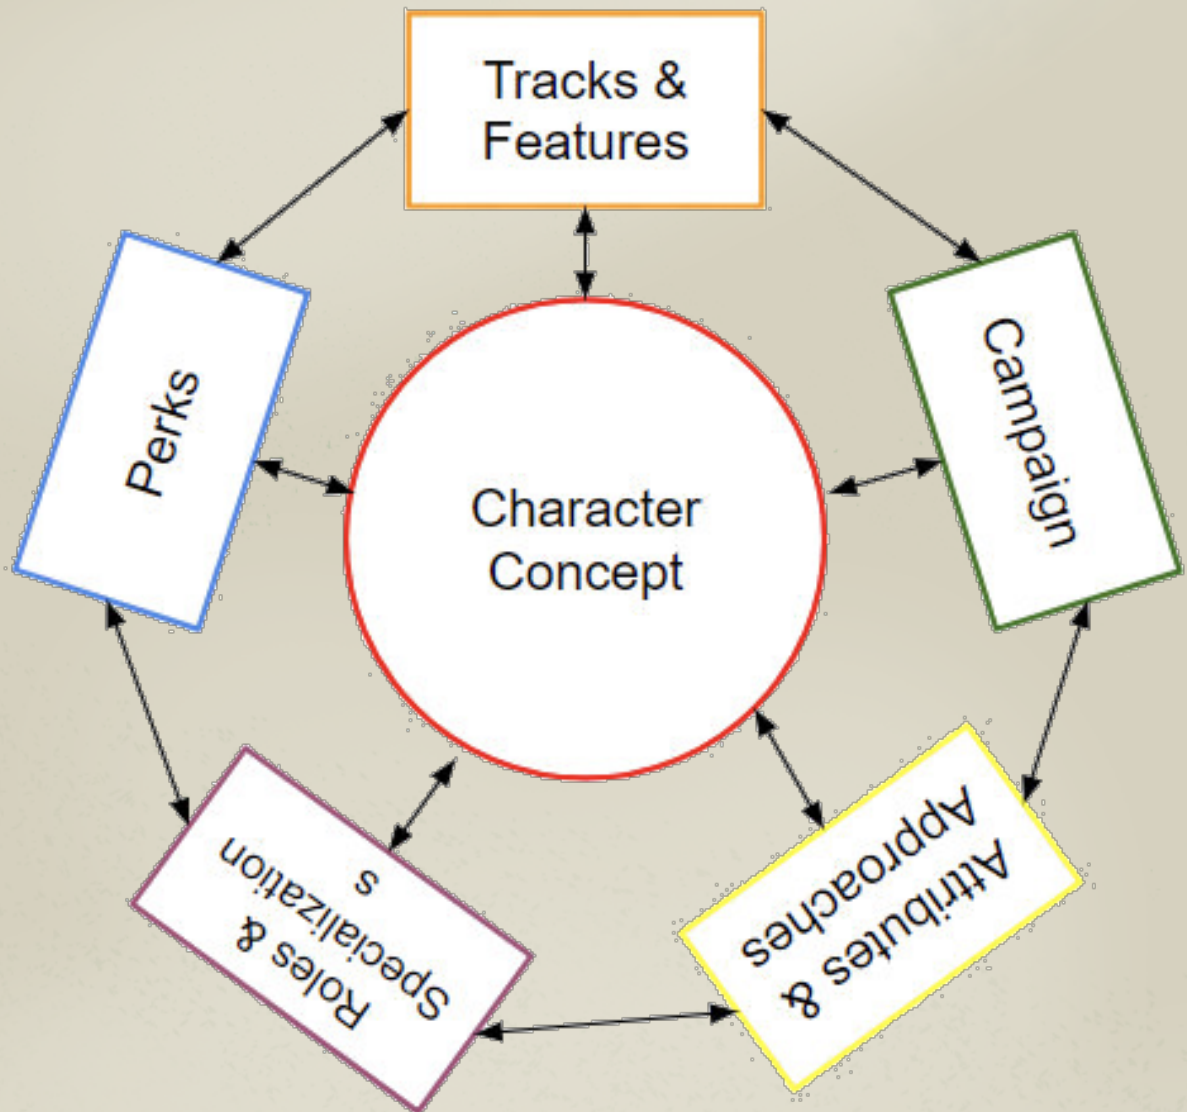 Tracks &
Features
Campaign
Attributes &
Approaches
Roles &
Specialization
s
Perks
Character
Concept